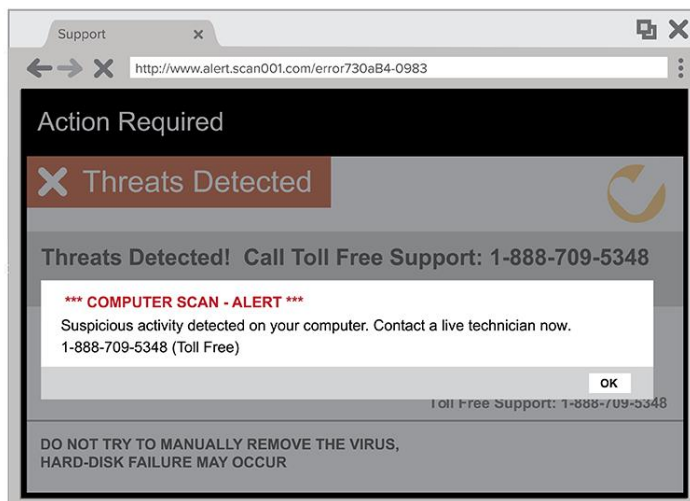 Support
http://www.alert.scan001.com/error730aB4-0983
Action Required
Threats Detected
Threats Detected! Call Toll Free Support: 1-888-709-5348
*** COMPUTER SCAN - ALERT ***
Suspicious activity detected on your computer. Contact a live technician now.
1-888-709-5348 (Toll Free)
OK
Toll Free Support: 1-888-709-5348
DO NOT TRY TO MANUALLY REMOVE THE VIRUS,
HARD-DISK FAILURE MAY OCCUR